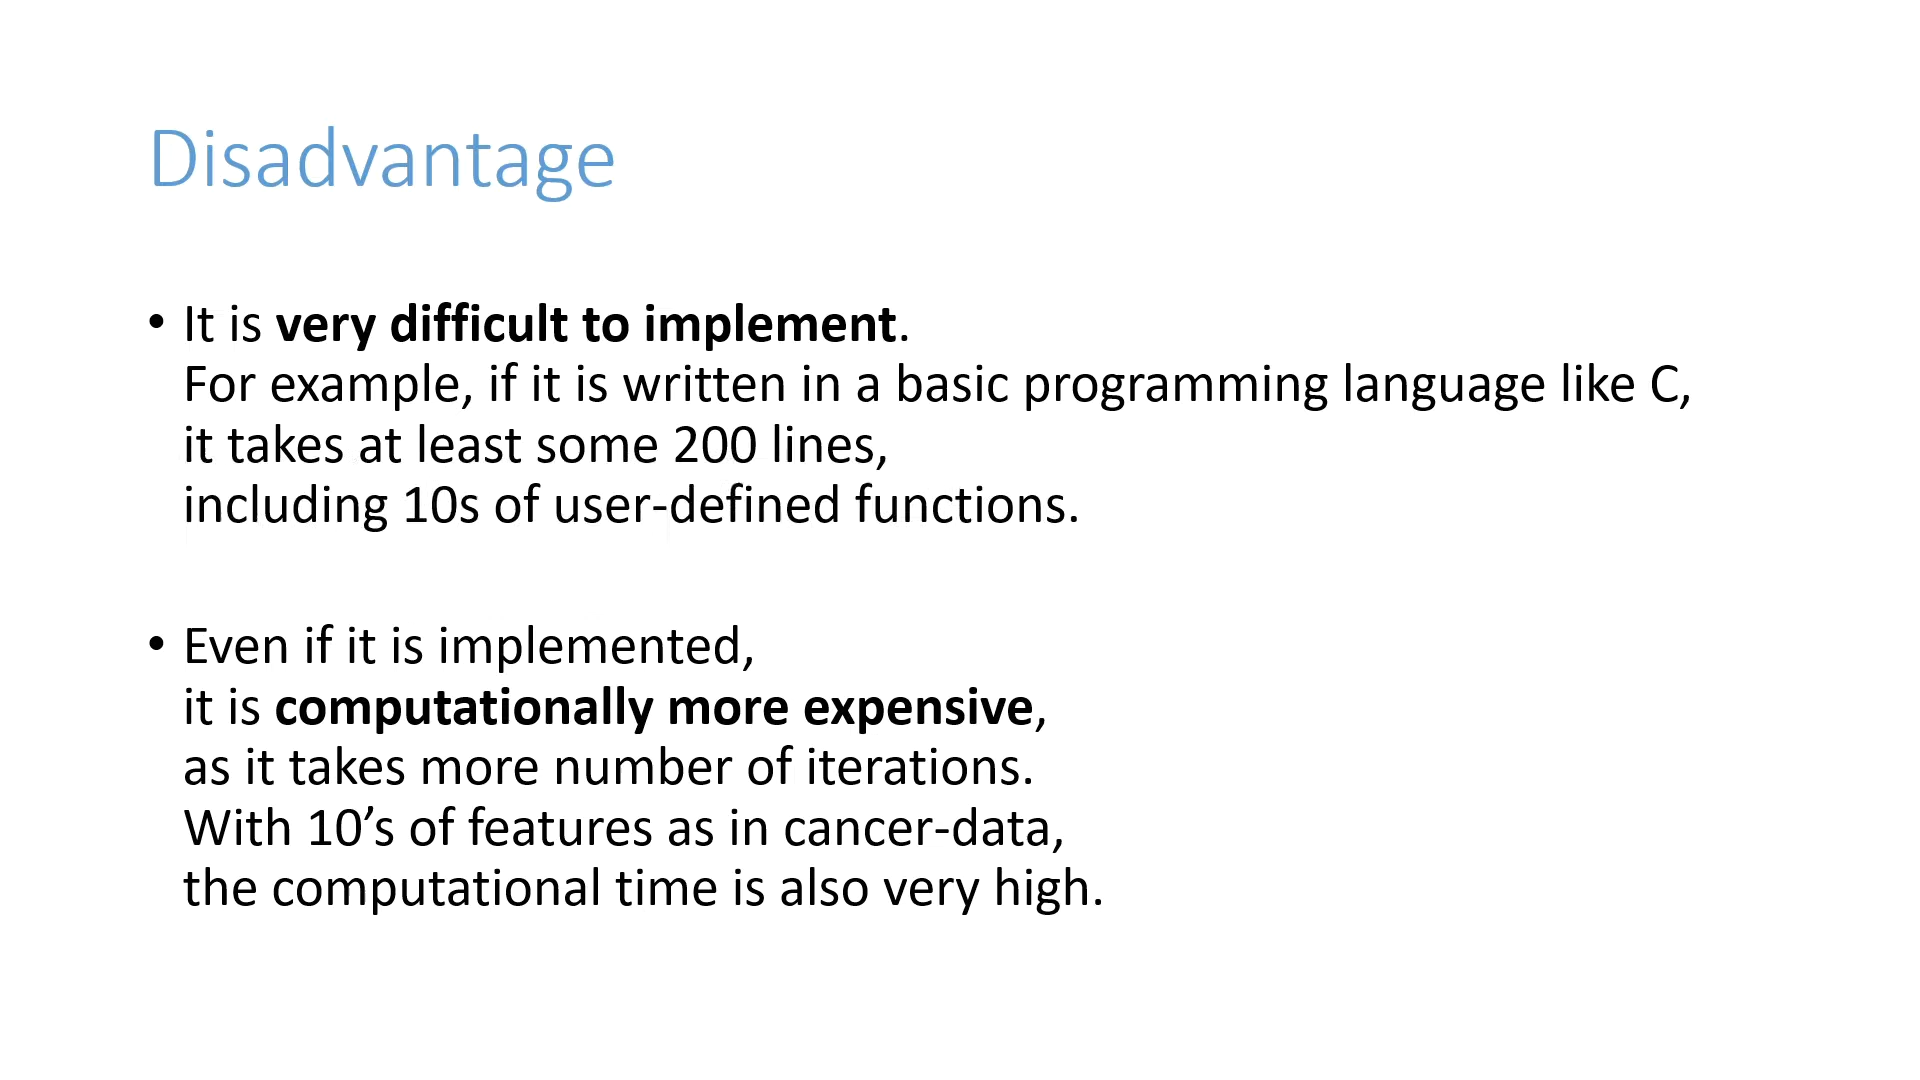 Disadvantage
• It is very difficult to implement.
For example, if it is written in a basic programming language like C,
it takes at least some 200 lines,
including 10s of user-defined functions.
• Even if it is implemented,
it is computationally more expensive,
as it takes more number of iterations.
With 10’s of features as in cancer-data,
the computational time is also very high.